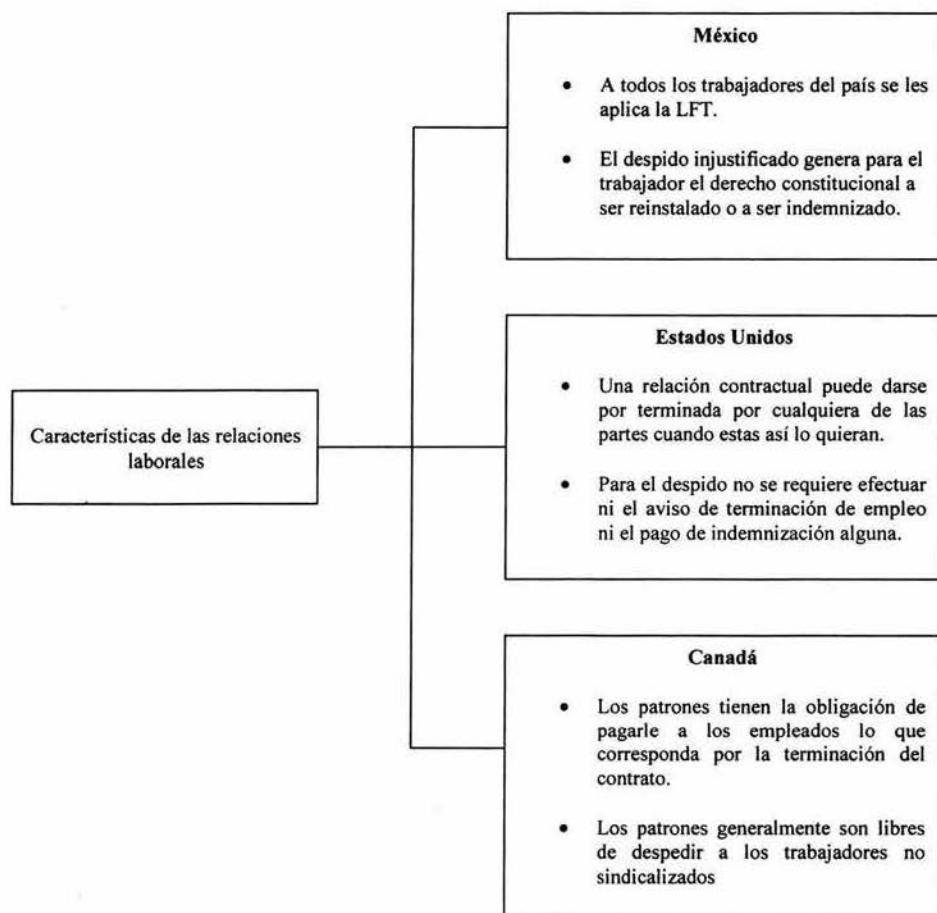 México
• A todos los trabajadores del país se les
aplica la LFT.
• El despido injustificado genera para el
trabajador el derecho constitucional a
ser reinstalado o a ser indemnizado.
Estados Unidos
• Una relación contractual puede darse
por terminada por cualquiera de las
partes cuando estas así lo quieran.
• Para el despido no se requiere efectuar
ni el aviso de terminación de empleo
ni el pago de indemnización alguna.
Características de las relaciones
laborales
Canadá
• Los patrones tienen la obligación de
pagarle a los empleados lo que
corresponda por la terminación del
contrato.
• Los patrones generalmente son libres
de despedir a los trabajadores no
sindicalizados